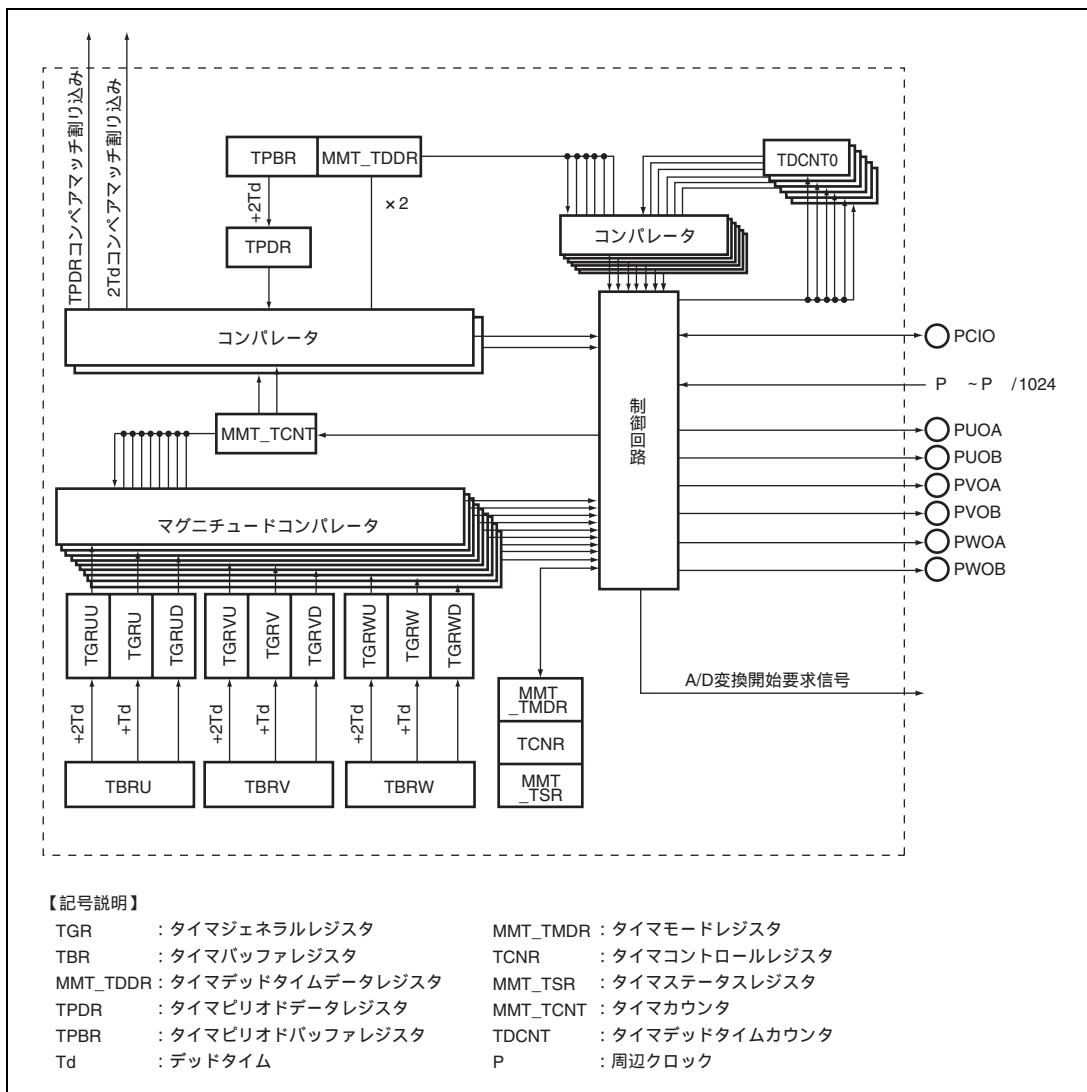 TPDRコンペアマッチ割り込み
2Tdコンペアマッチ割り込み
TPBR
MMT_TDDR
TDCNT0
+2Td
×2
TPDR
コンパレータ
コンパレータ
PCIO
MMT_TCNT
制御回路
P ~P /1024
PUOA
PUOB
PVOA
PVOB
PWOA
PWOB
マグニチュードコンパレータ
TGRUU
TGRU
TGRUD
TGRVU
TGRV
TGRVD
TGRWU
TGRW
TGRWD
+2Td
+Td
+2Td
+Td
+2Td
+Td
TBRU
TBRV
TBRW
MMT
_TMDR
TCNR
MMT
_TSR
A/D変換開始要求信号
【記号説明】
TGR :タイマジェネラルレジスタ
TBR :タイマバッファレジスタ
MMT_TDDR :タイマデッドタイムデータレジスタ
TPDR :タイマピリオドデータレジスタ
TPBR :タイマピリオドバッファレジスタ
Td :デッドタイム
MMT_TMDR :タイマモードレジスタ
TCNR :タイマコントロールレジスタ
MMT_TSR :タイマステータスレジスタ
MMT_TCNT :タイマカウンタ
TDCNT :タイマデッドタイムカウンタ
P :周辺クロック